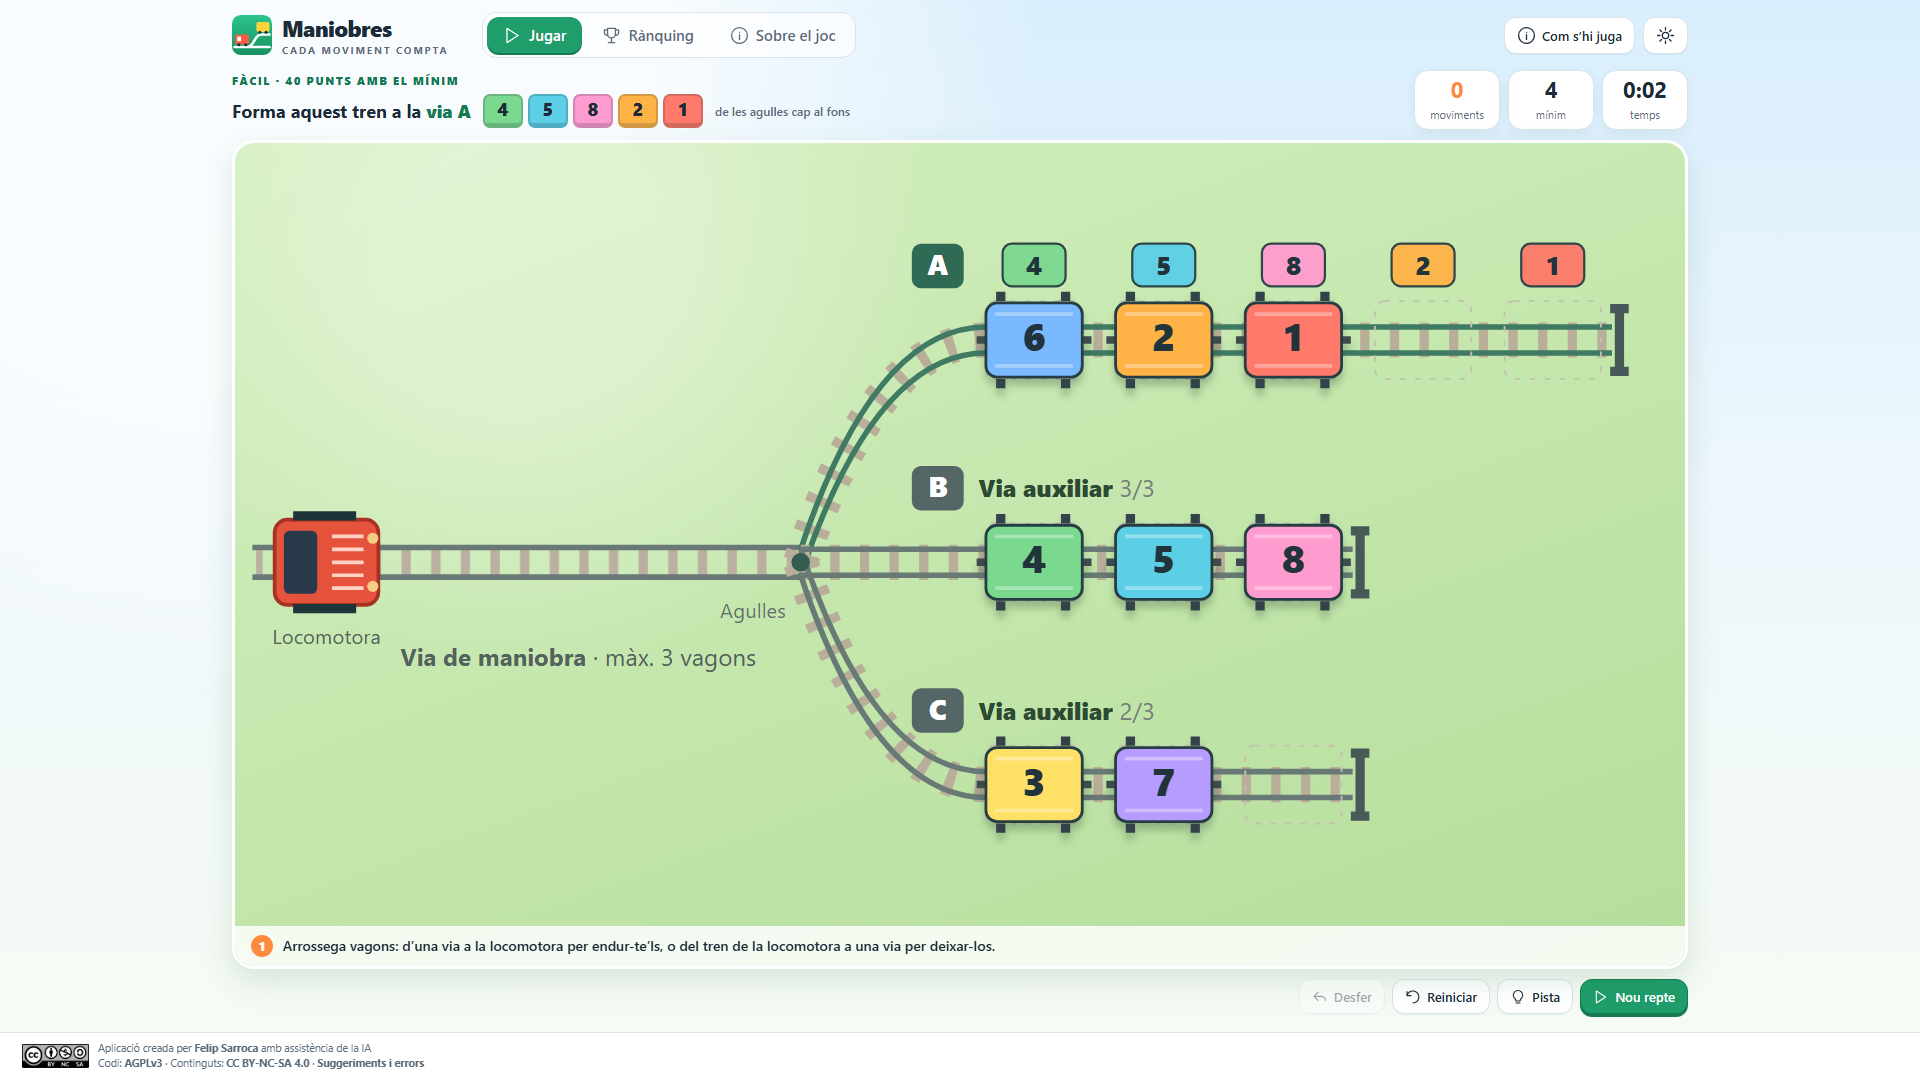 Maniobres
CADA MOVIMENT COMPTA
Jugar
Rànquing
Sobre el joc
Com s'hi juga
FÀCIL · 40 PUNTS AMB EL MÍNIM
Forma aquest tren a la via A 4 5 8 2 1 de les agulles cap al fons
0 moviments
4 mínim
0:02 temps
A 4 5 8 2 1
6 2 1
B Via auxiliar 3/3
4 5 8
Agulles
Locomotora
Via de maniobra · màx. 3 vagons
C Via auxiliar 2/3
3 7
1 Arrossega vagons: d'una via a la locomotora per endur-te'ls, o del tren de la locomotora a una via per deixar-los.
Desfer
Reiniciar
Pista
Nou repte
CC BY NC SA
Aplicació creada per Felip Sarroca amb assistència de la IA
Codi: AGPLv3 · Continguts: CC BY-NC-SA 4.0 · Suggeriments i errors